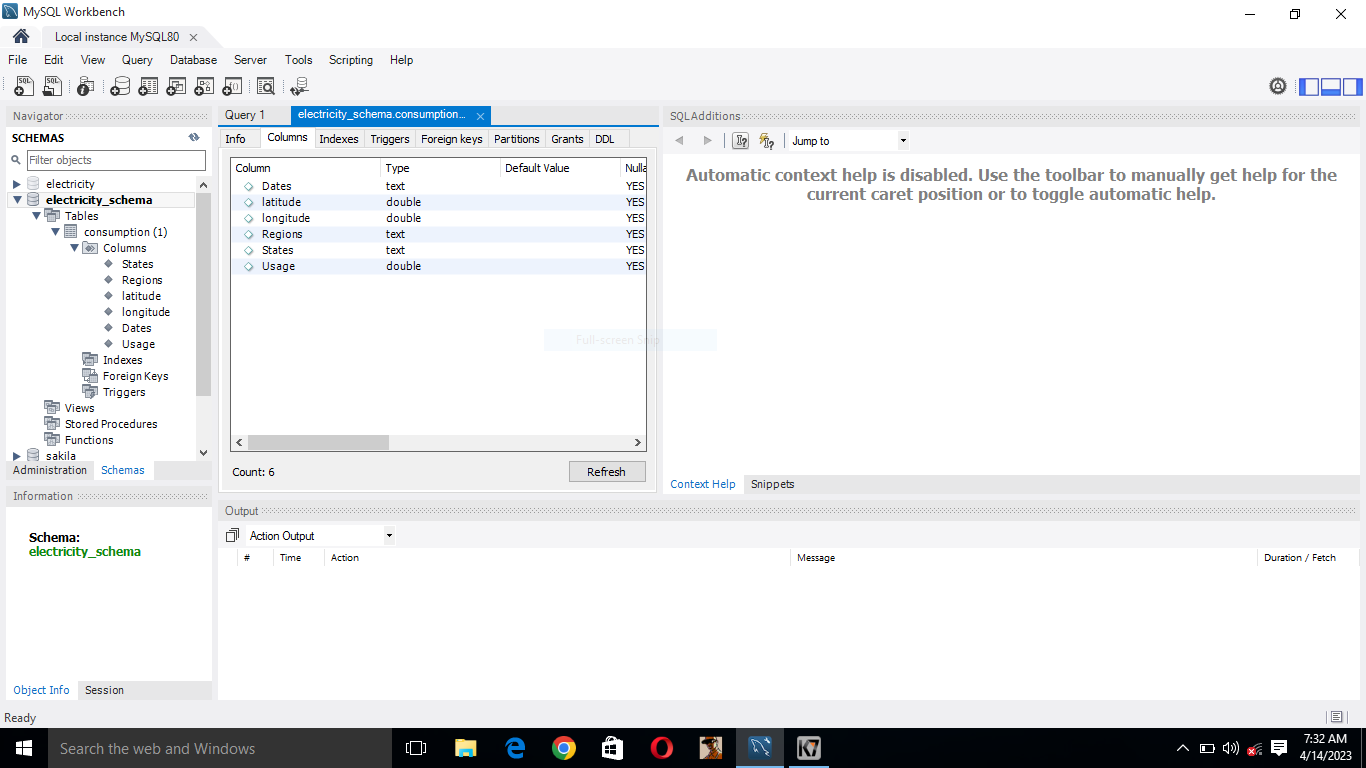 MySQL Workbench
Local instance MySQL80
File Edit View Query Database Server Tools Scripting Help
Navigator
SCHEMAS
Filter objects
electricity
electricity_schema
Tables
consumption (1)
Columns
States
Regions
latitude
longitude
Dates
Usage
Indexes
Foreign Keys
Triggers
Views
Stored Procedures
Functions
sakila
Administration Schemas
Information
Schema:
electricity_schema
Object Info Session
Query 1 electricity_schema.consumption...
Info Columns Indexes Triggers Foreign keys Partitions Grants DDL
Column Type Default Value Nulla
Dates text YES
latitude double YES
longitude double YES
Regions text YES
States text YES
Usage double YES
Full-screen Snip
Count: 6 Refresh
SQLAdditions
Jump to
Automatic context help is disabled. Use the toolbar to manually get help for the
current caret position or to toggle automatic help.
Context Help Snippets
Output
Action Output
# Time Action Message Duration / Fetch
Ready
Search the web and Windows
7:32 AM
4/14/2023